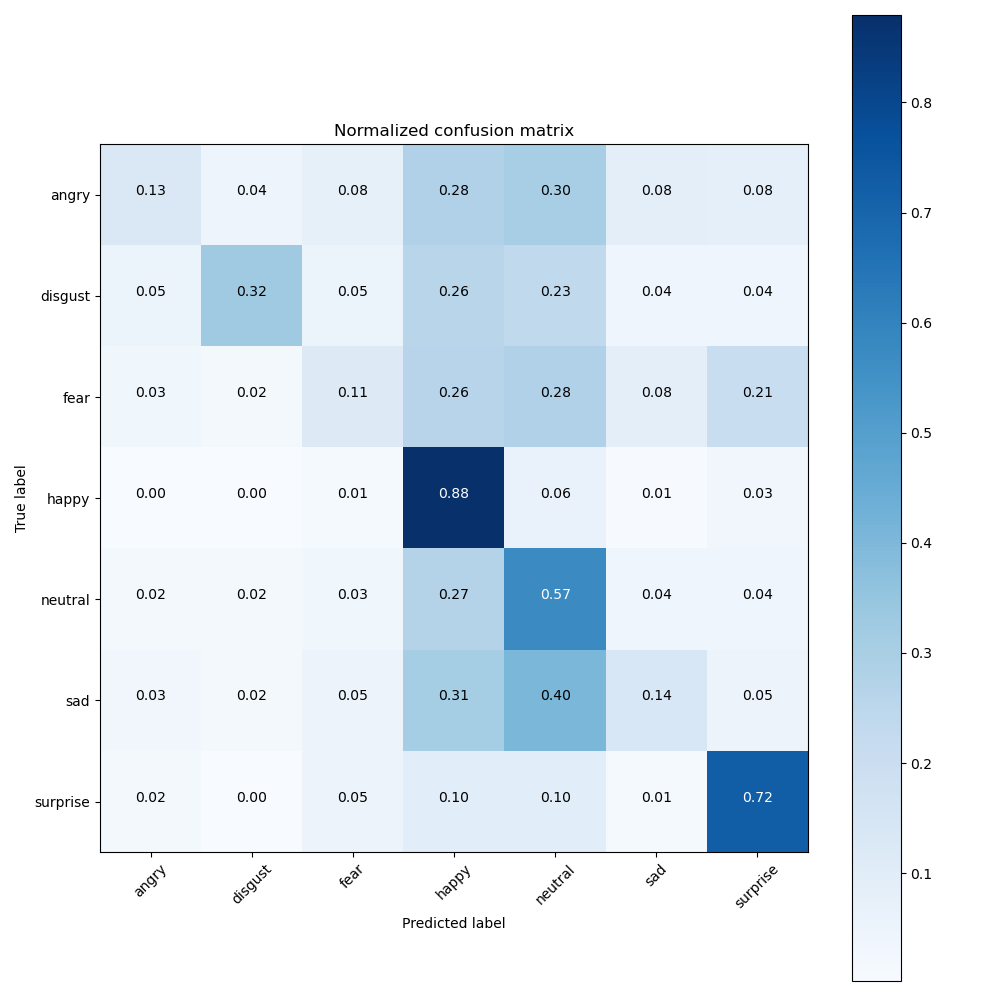 Normalized confusion matrix
True label
angry 0.13 0.04 0.08 0.28 0.30 0.08 0.08
disgust 0.05 0.32 0.05 0.26 0.23 0.04 0.04
fear 0.03 0.02 0.11 0.26 0.28 0.08 0.21
happy 0.00 0.00 0.01 0.88 0.06 0.01 0.03
neutral 0.02 0.02 0.03 0.27 0.57 0.04 0.04
sad 0.03 0.02 0.05 0.31 0.40 0.14 0.05
surprise 0.02 0.00 0.05 0.10 0.10 0.01 0.72
angry disgust fear happy neutral sad surprise
Predicted label
0.8
0.7
0.6
0.5
0.4
0.3
0.2
0.1